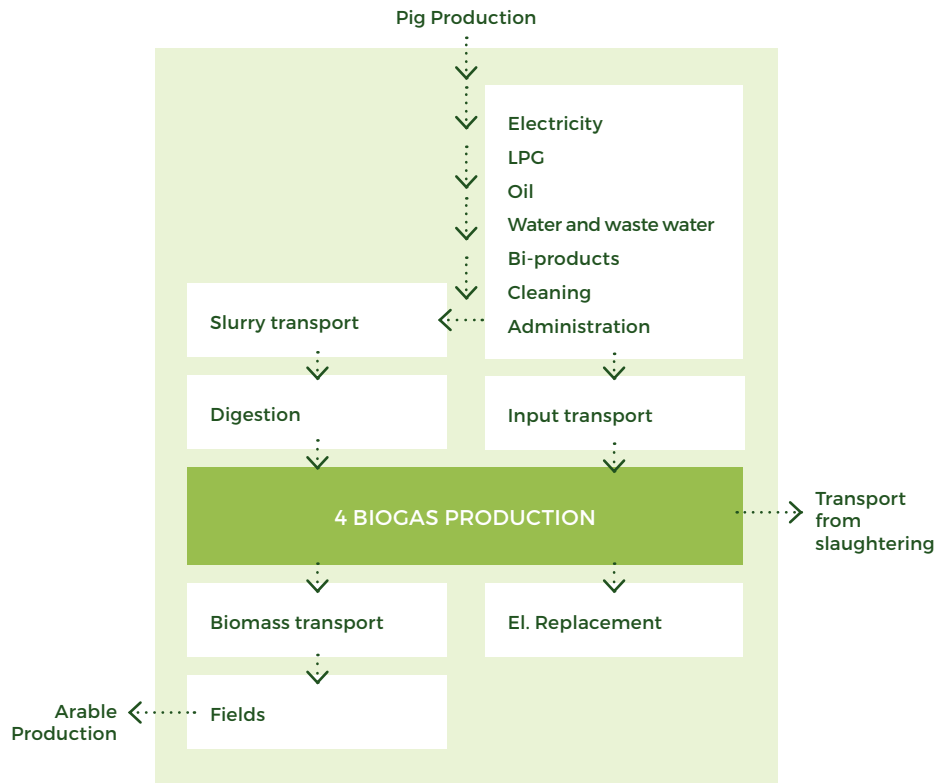 Pig Production
Electricity
LPG
Oil
Water and waste water
Bi-products
Cleaning
Administration
Slurry transport
Digestion
Input transport
4 BIOGAS PRODUCTION
Transport
from
slaughtering
Biomass transport
El. Replacement
Fields
Arable
Production